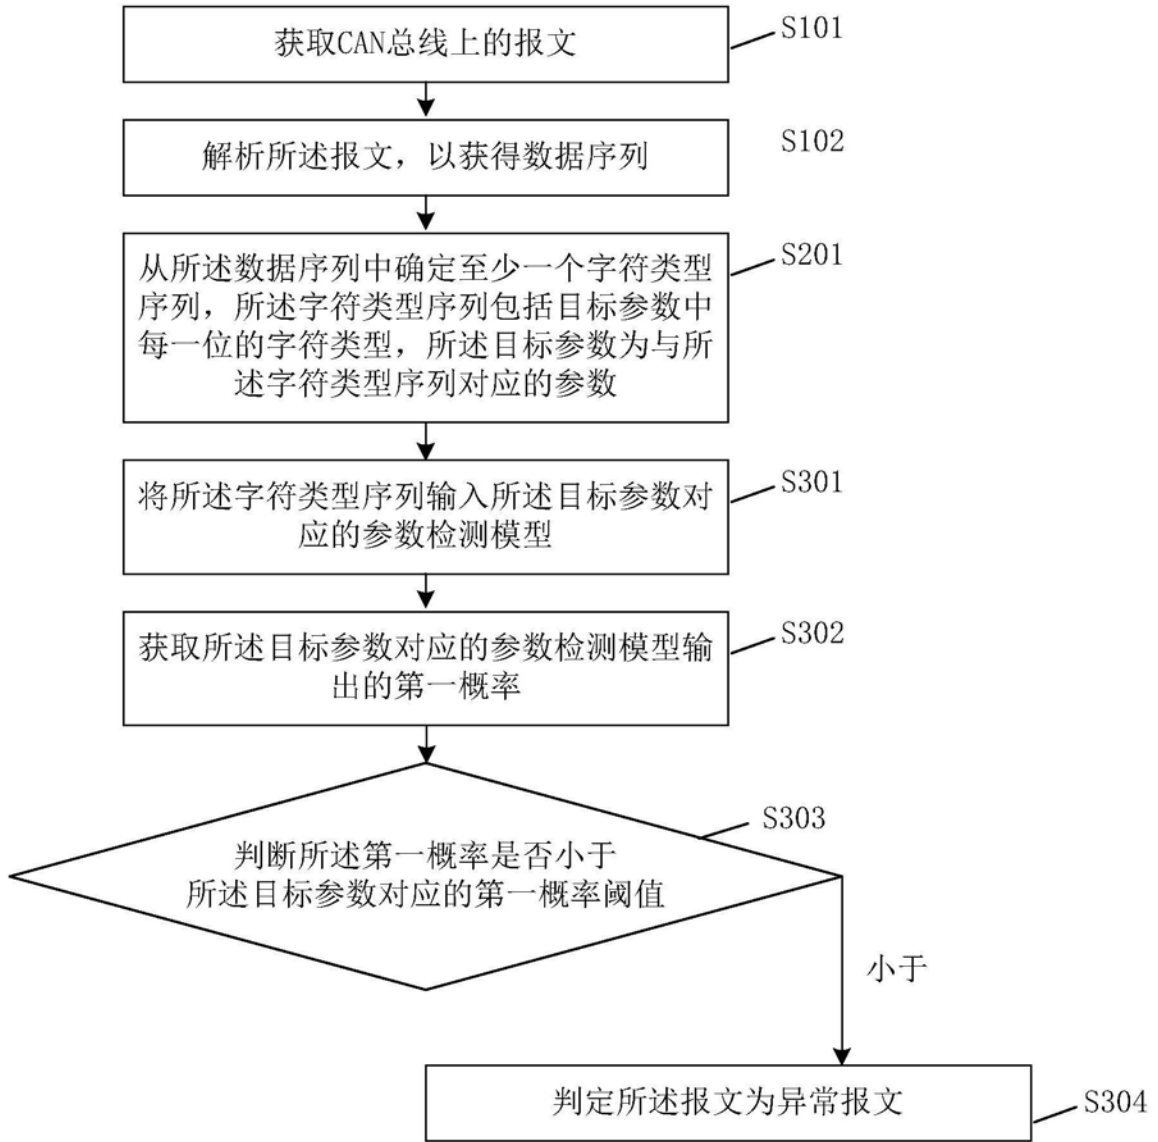 获取CAN总线上的报文
S101
解析所述报文，以获得数据序列
S102
从所述数据序列中确定至少一个字符类型
序列，所述字符类型序列包括目标参数中
每一位的字符类型，所述目标参数为与所
述字符类型序列对应的参数
S201
将所述字符类型序列输入所述目标参数对
应的参数检测模型
S301
获取所述目标参数对应的参数检测模型输
出的第一概率
S302
判断所述第一概率是否小于
所述目标参数对应的第一概率阈值
S303
小于
判定所述报文为异常报文
S304